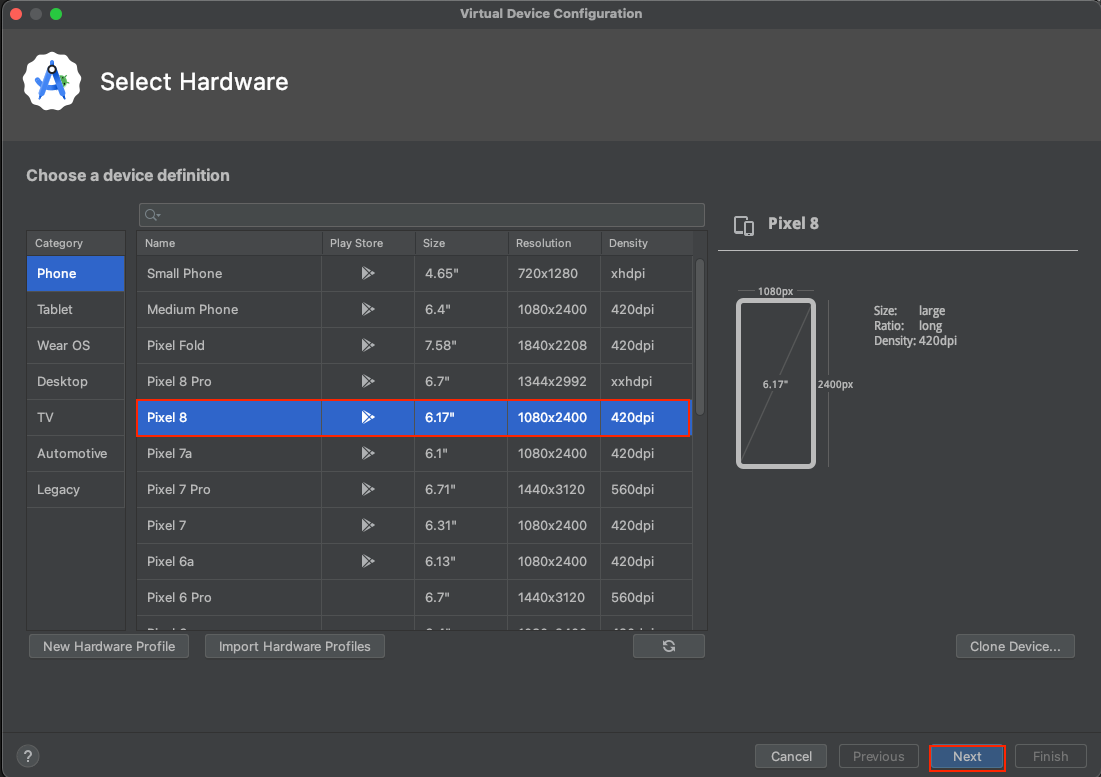 Virtual Device Configuration
Select Hardware
Choose a device definition
Category
Phone
Tablet
Wear OS
Desktop
TV
Automotive
Legacy
Name Play Store Size Resolution Density
Small Phone 4.65" 720x1280 xhdpi
Medium Phone 6.4" 1080x2400 420dpi
Pixel Fold 7.58" 1840x2208 420dpi
Pixel 8 Pro 6.7" 1344x2992 xxhdpi
Pixel 8 6.17" 1080x2400 420dpi
Pixel 7a 6.1" 1080x2400 420dpi
Pixel 7 Pro 6.71" 1440x3120 560dpi
Pixel 7 6.31" 1080x2400 420dpi
Pixel 6a 6.13" 1080x2400 420dpi
Pixel 6 Pro 6.7" 1440x3120 560dpi
Pixel 8
1080px
6.17"
2400px
Size: large
Ratio: long
Density: 420dpi
New Hardware Profile
Import Hardware Profiles
Clone Device...
?
Cancel
Previous
Next
Finish